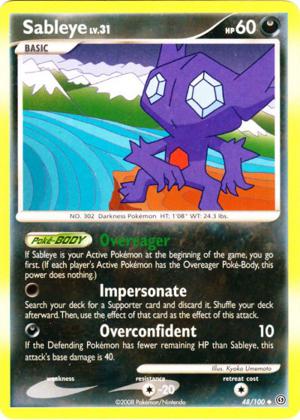 Sableye LV.31
HP 60
BASIC
NO. 302 Darkness Pokémon HT: 1'08" WT: 24.3 lbs.
Poké-BODY Overeager
If Sableye is your Active Pokémon at the beginning of the game, you go
first. (If each player's Active Pokémon has the Overeager Poké-Body, this
power does nothing.)
Impersonate
Search your deck for a Supporter card and discard it. Shuffle your deck
afterward. Then, use the effect of that card as the effect of this attack.
Overconfident 10
If the Defending Pokémon has fewer remaining HP than Sableye, this
attack's base damage is 40.
Illus. Kyoko Umemoto
weakness resistance retreat cost
-20
©2008 Pokémon/Nintendo 48/100